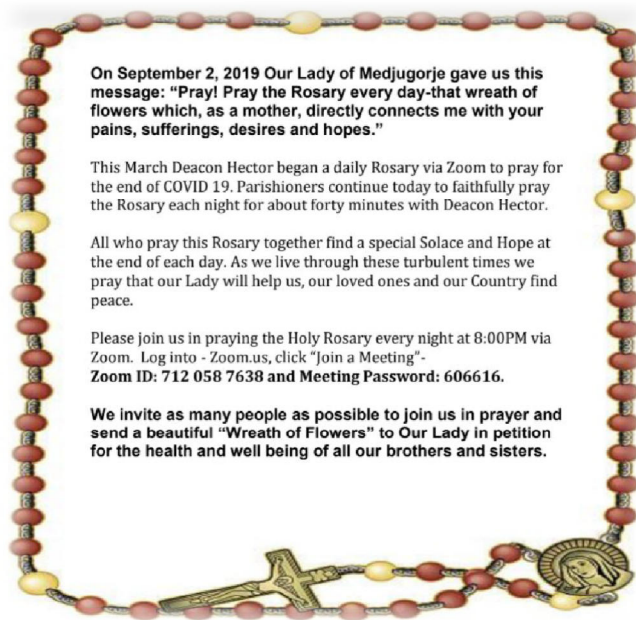 On September 2, 2019 Our Lady of Medjugorje gave us this
message: “Pray! Pray the Rosary every day-that wreath of
flowers which, as a mother, directly connects me with your
pains, sufferings, desires and hopes.”
This March Deacon Hector began a daily Rosary via Zoom to pray for
the end of COVID 19. Parishioners continue today to faithfully pray
the Rosary each night for about forty minutes with Deacon Hector.
All who pray this Rosary together find a special Solace and Hope at
the end of each day. As we live through these turbulent times we
pray that our Lady will help us, our loved ones and our Country find
peace.
Please join us in praying the Holy Rosary every night at 8:00PM via
Zoom. Log into - Zoom.us, click “Join a Meeting”-
Zoom ID: 712 058 7638 and Meeting Password: 606616.
We invite as many people as possible to join us in prayer and
send a beautiful “Wreath of Flowers” to Our Lady in petition
for the health and well being of all our brothers and sisters.